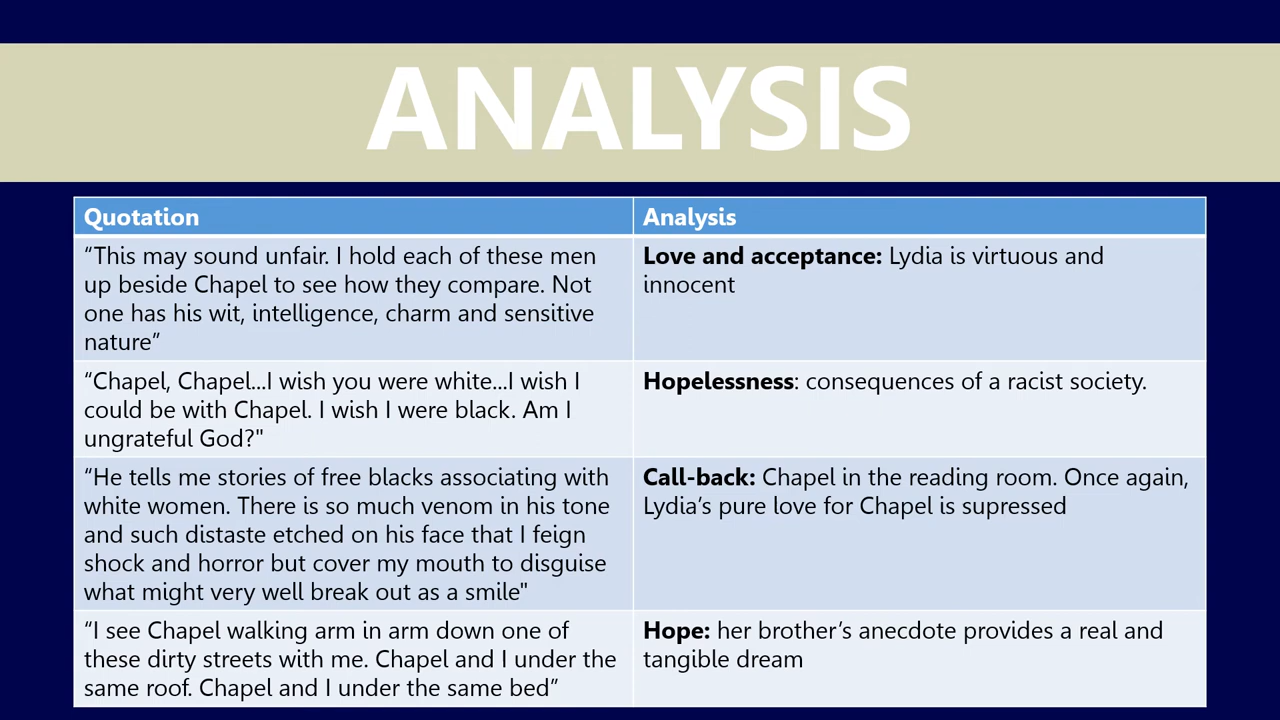 ANALYSIS
Quotation
Analysis
“This may sound unfair. I hold each of these men
up beside Chapel to see how they compare. Not
one has his wit, intelligence, charm and sensitive
nature”
Love and acceptance: Lydia is virtuous and
innocent
“Chapel, Chapel...I wish you were white...I wish I
could be with Chapel. I wish I were black. Am I
ungrateful God?"
Hopelessness: consequences of a racist society.
“He tells me stories of free blacks associating with
white women. There is so much venom in his tone
and such distaste etched on his face that I feign
shock and horror but cover my mouth to disguise
what might very well break out as a smile"
Call-back: Chapel in the reading room. Once again,
Lydia’s pure love for Chapel is supressed
“I see Chapel walking arm in arm down one of
these dirty streets with me. Chapel and I under the
same roof. Chapel and I under the same bed”
Hope: her brother’s anecdote provides a real and
tangible dream